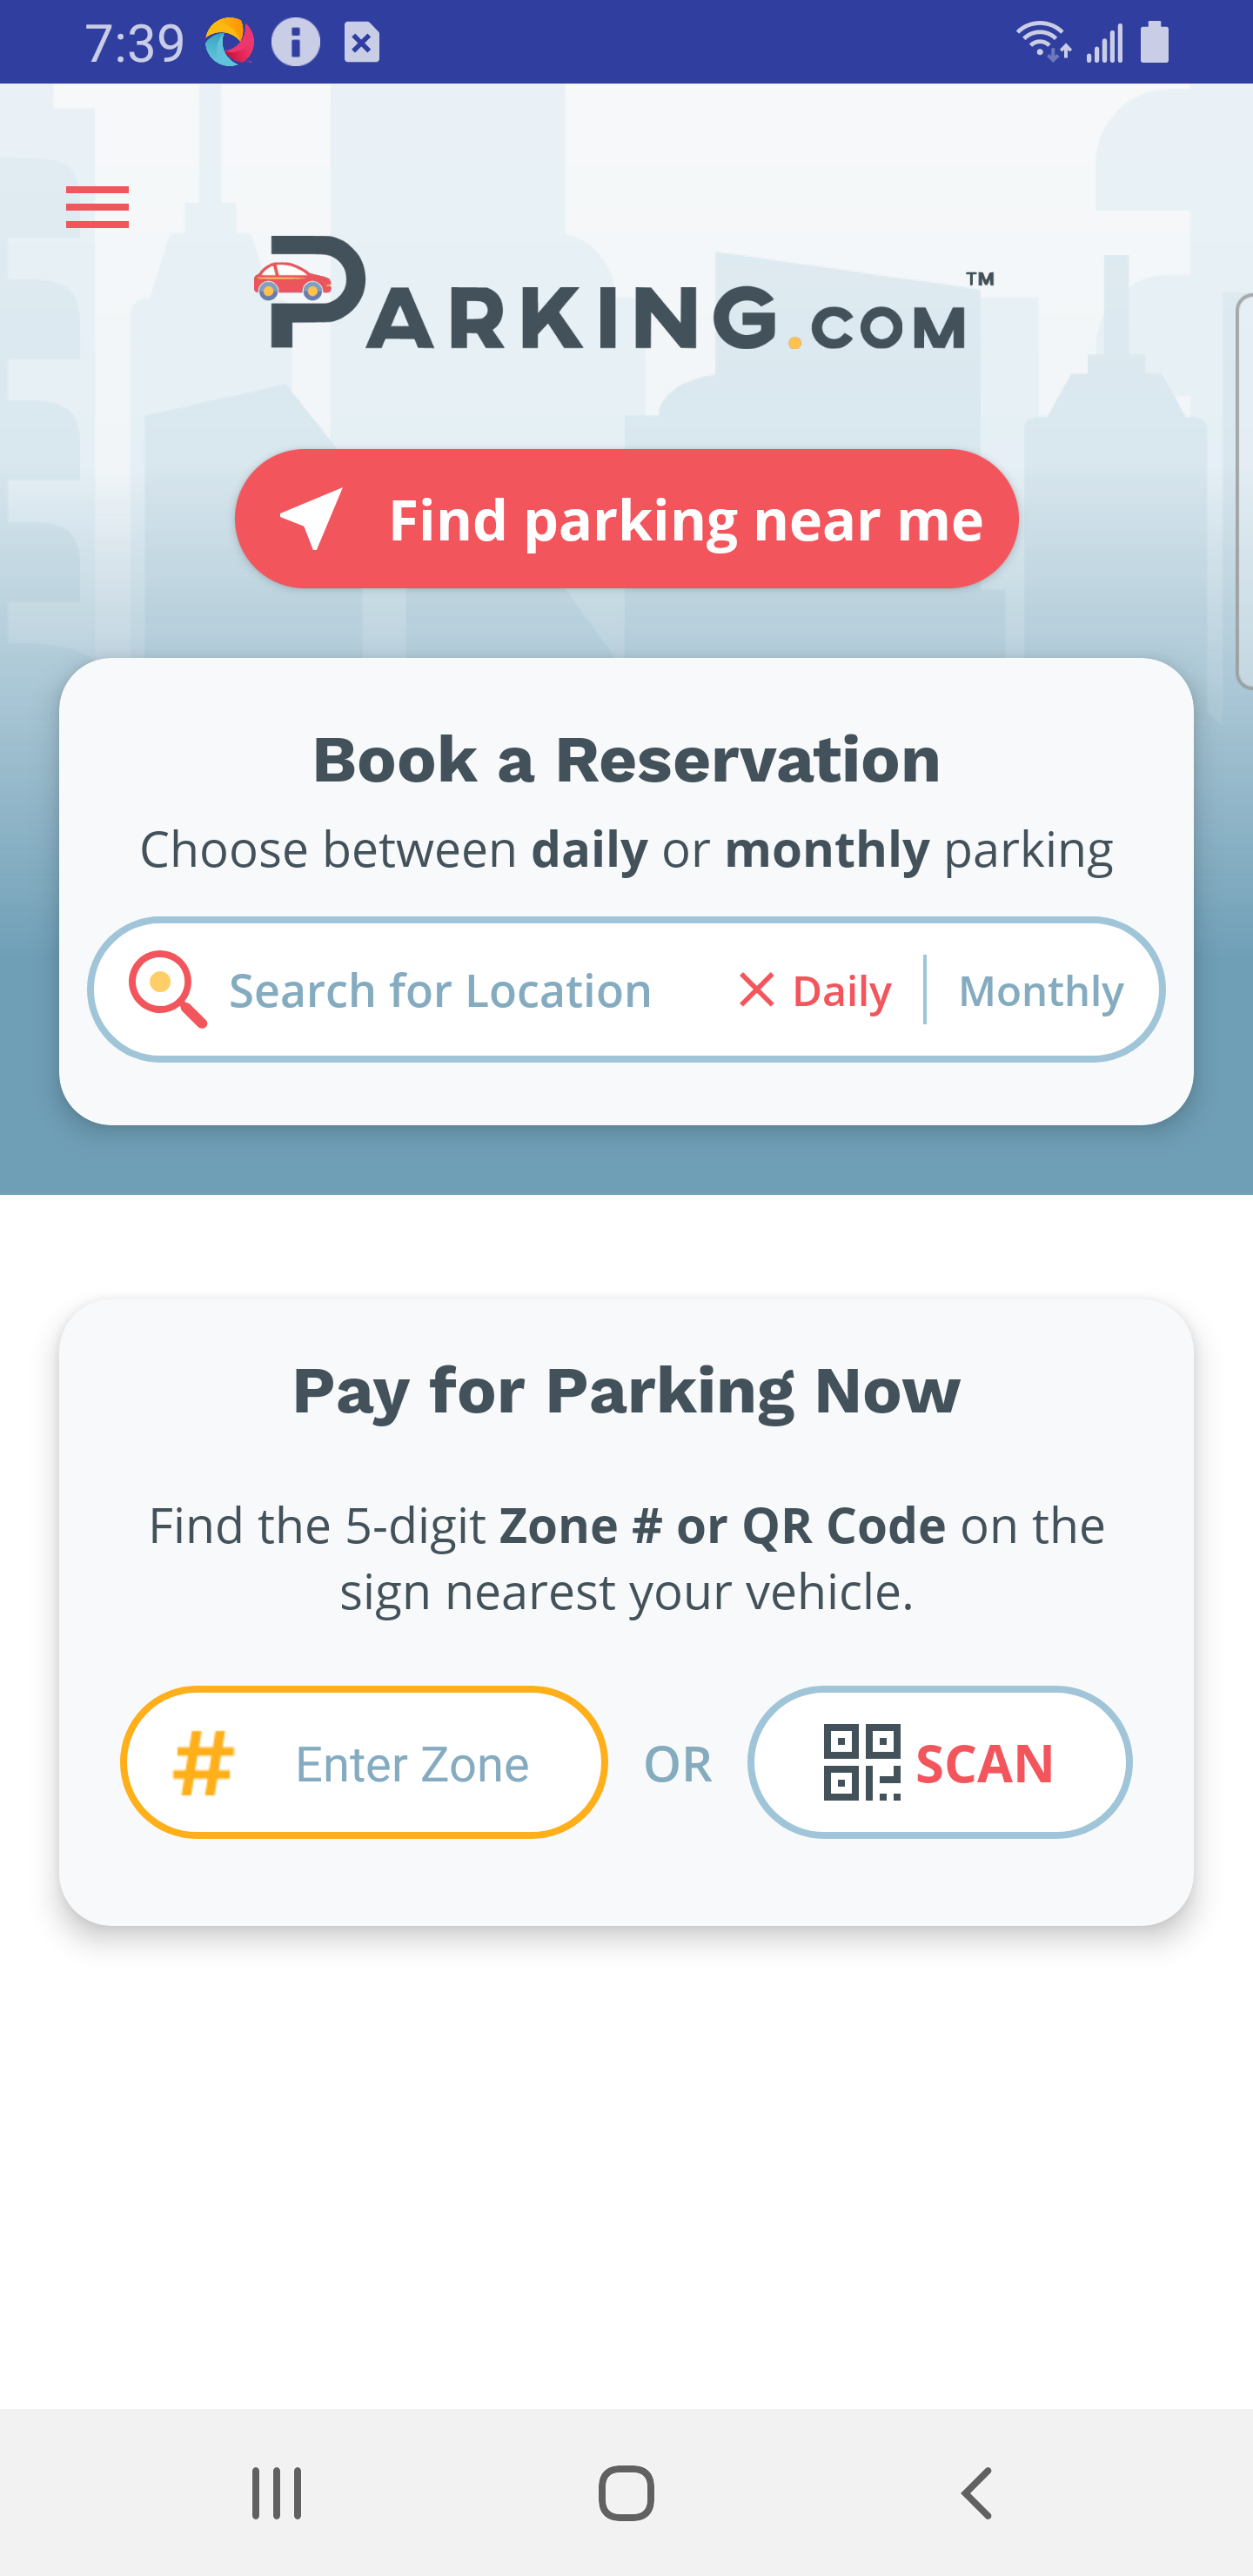 7:39
PARKING.COM™
Find parking near me
Book a Reservation
Choose between daily or monthly parking
Search for Location Daily Monthly
Pay for Parking Now
Find the 5-digit Zone # or QR Code on the
sign nearest your vehicle.
# Enter Zone OR SCAN